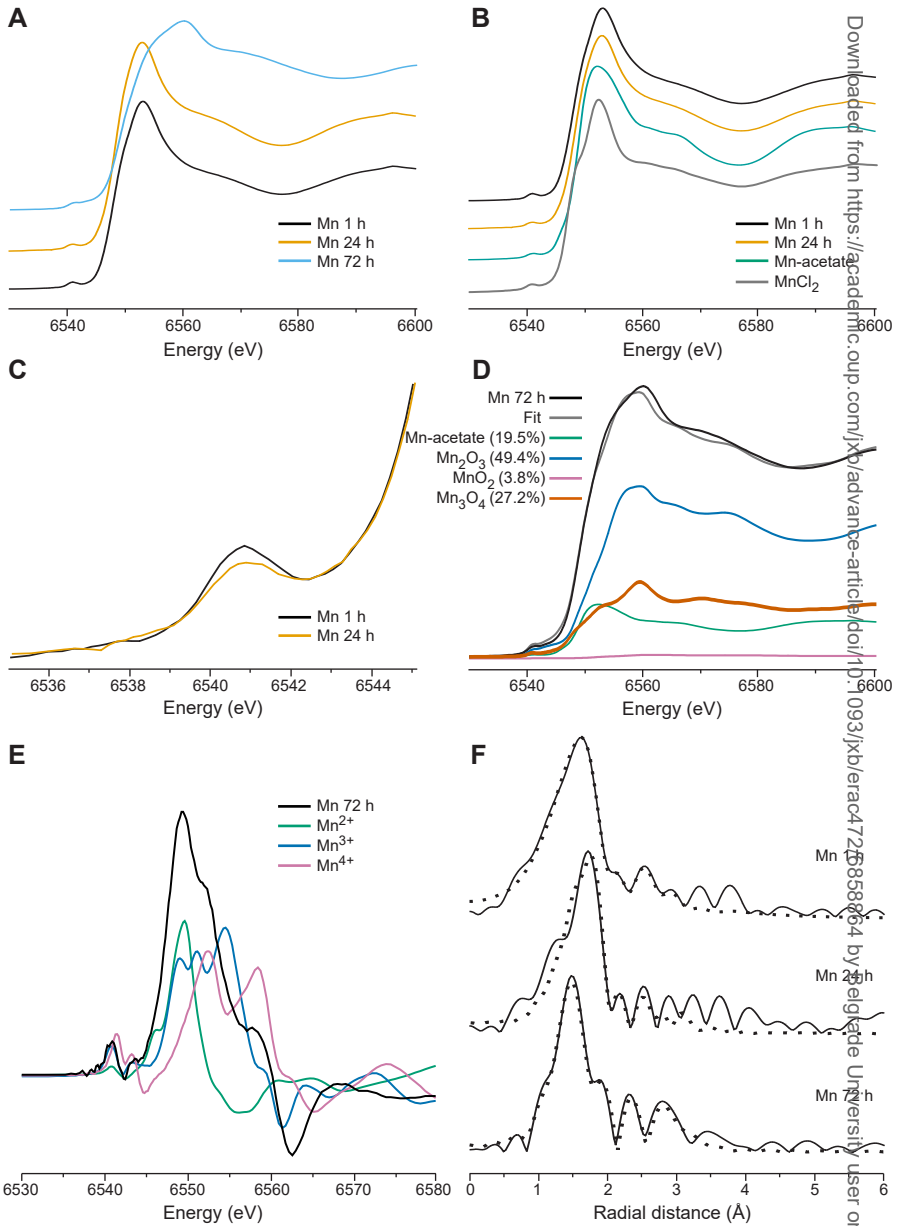 A
Mn 1 h
Mn 24 h
Mn 72 h
6540 6560 6580 6600
Energy (eV)
B
Mn 1 h
Mn 24 h
Mn-acetate
MnCl2
6540 6560 6580 6600
Energy (eV)
C
Mn 1 h
Mn 24 h
6536 6538 6540 6542 6544
Energy (eV)
D
Mn 72 h
Fit
Mn-acetate (19.5%)
Mn2O3 (49.4%)
MnO2 (3.8%)
Mn3O4 (27.2%)
6540 6560 6580 6600
Energy (eV)
E
Mn 72 h
Mn2+
Mn3+
Mn4+
6530 6540 6550 6560 6570 6580
Energy (eV)
F
Mn 1 h
Mn 24 h
Mn 72 h
0 1 2 3 4 5 6
Radial distance (Å)
Downloaded from https://academic.oup.com/jxb/advance-article/doi/10.1093/jxb/erac472/6858864 by Belgrade University user